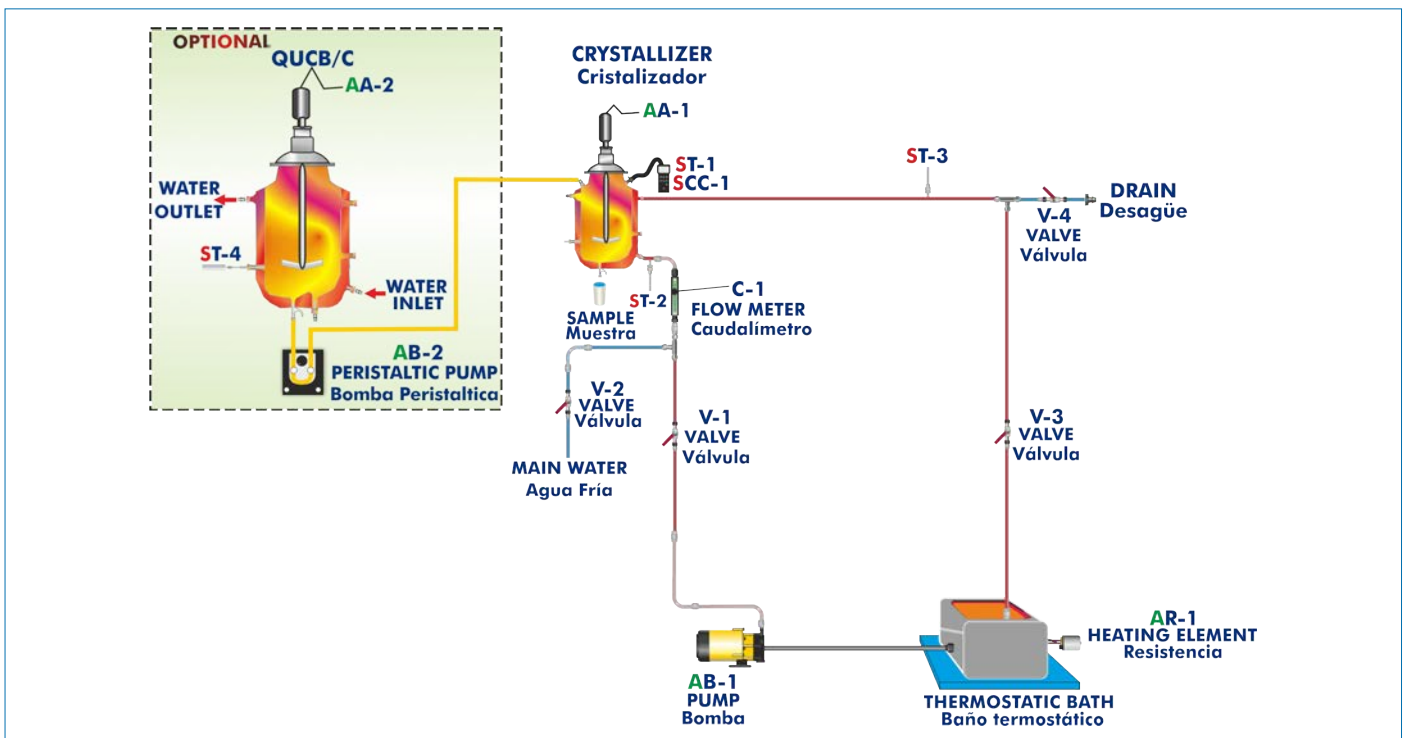 OPTIONAL
QUCB/C
AA-2
WATER
OUTLET
ST-4
WATER
INLET
AB-2
PERISTALTIC PUMP
Bomba Peristaltica
CRYSTALLIZER
Cristalizador
AA-1
ST-1
SCC-1
ST-2
SAMPLE
Muestra
C-1
FLOW METER
Caudalímetro
V-2
VALVE
Válvula
MAIN WATER
Agua Fría
V-1
VALVE
Válvula
ST-3
V-4
VALVE
Válvula
DRAIN
Desagüe
V-3
VALVE
Válvula
AB-1
PUMP
Bomba
AR-1
HEATING ELEMENT
Resistencia
THERMOSTATIC BATH
Baño termostático